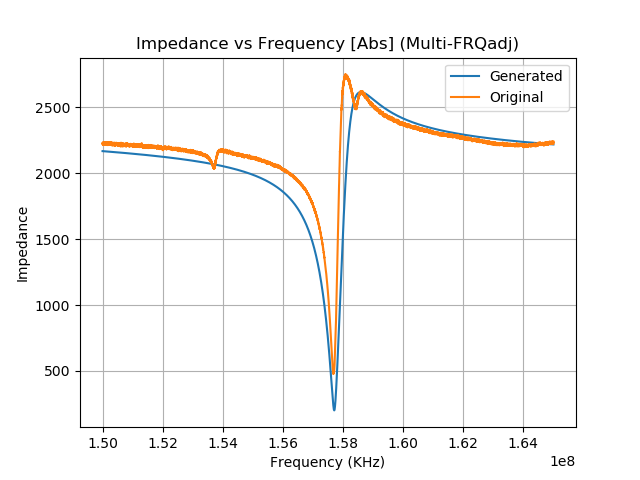 Impedance vs Frequency [Abs] (Multi-FRQadj)
Generated
Original
2500
2000
1500
1000
500
Impedance
1.50 1.52 1.54 1.56 1.58 1.60 1.62 1.64
1e8
Frequency (KHz)